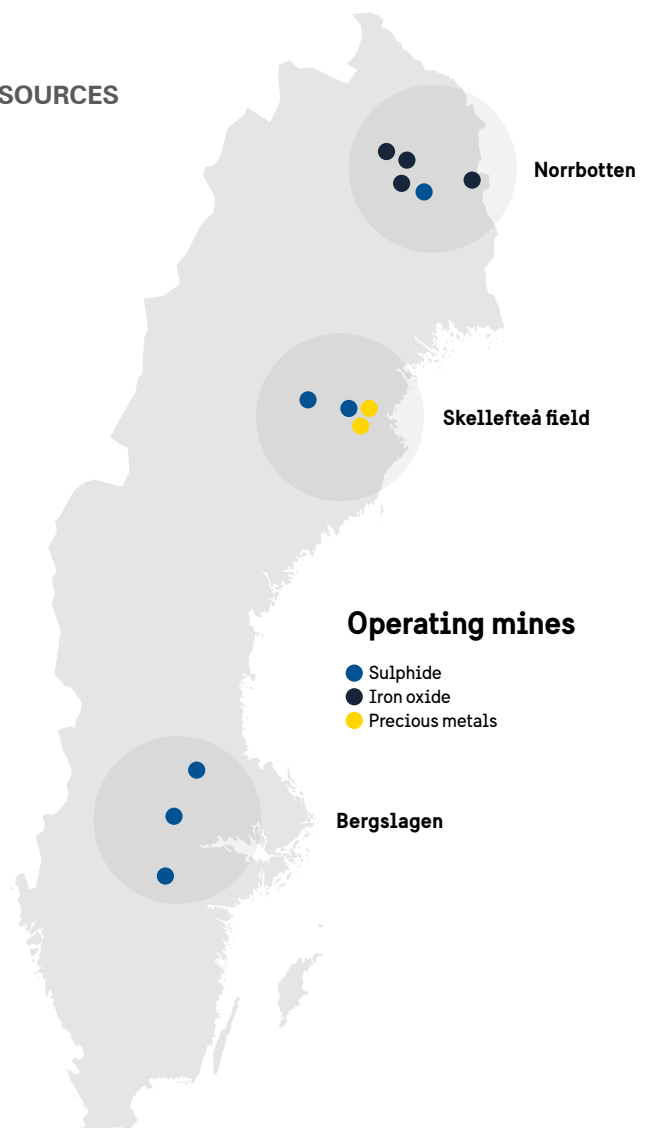 SOURCES
Norrbotten
Skellefteå field
Operating mines
Sulphide
Iron oxide
Precious metals
Bergslagen